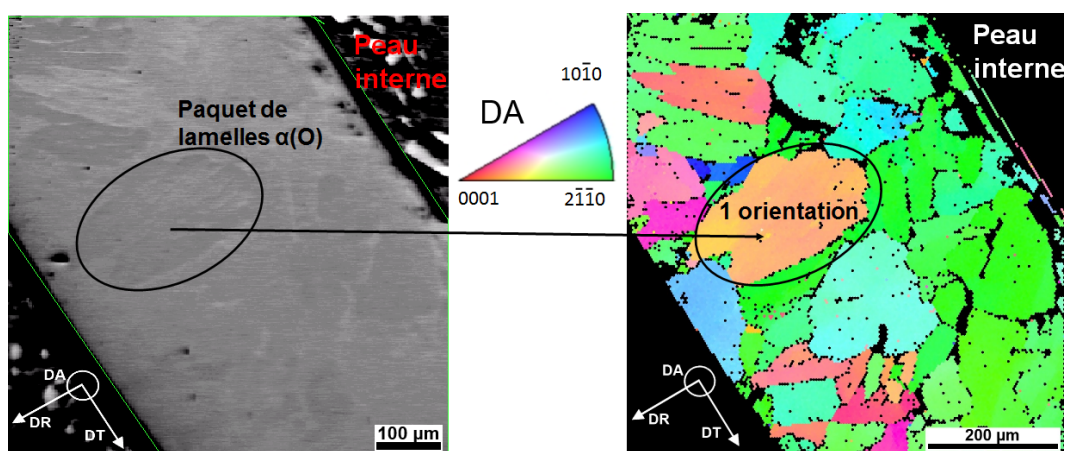 Peau
interne
Paquet de
lamelles α(O)
DA
DR
DT
100 µm
DA
101̄0
0001
21̄1̄0
Peau
interne
1 orientation
DA
DR
DT
200 µm